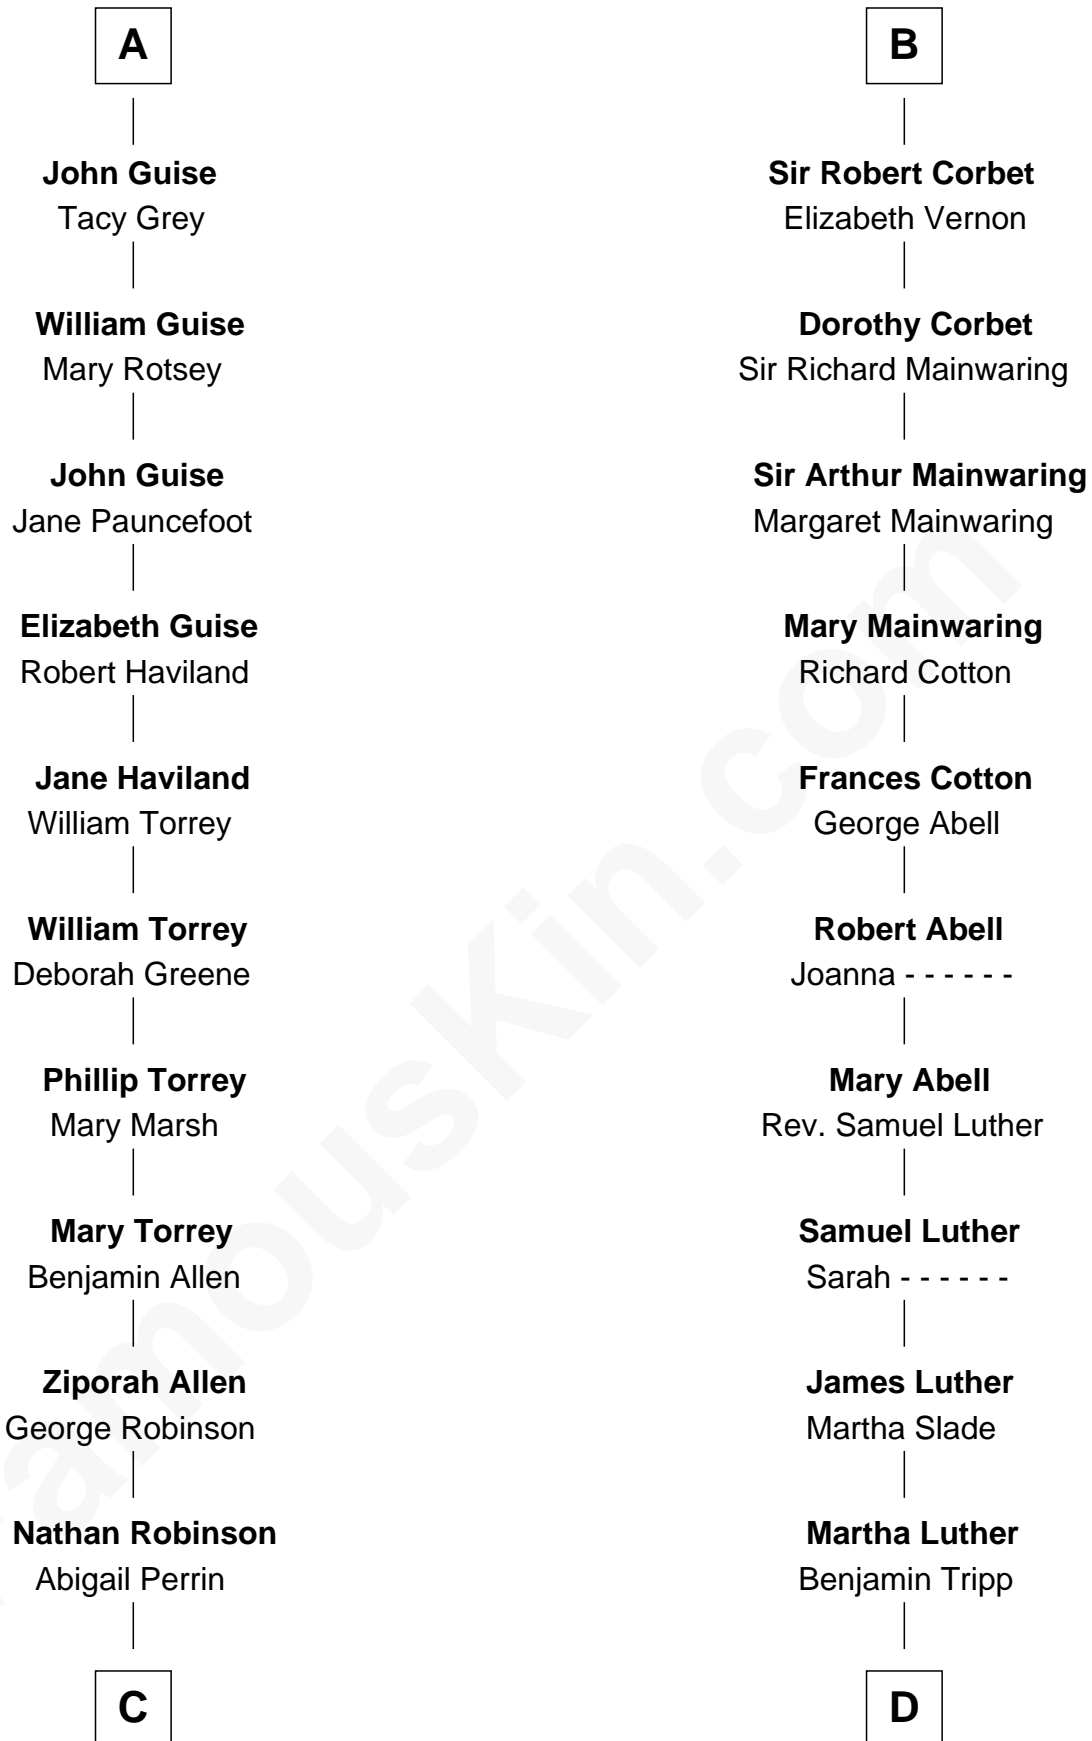 A
John Guise
Tacy Grey
William Guise
Mary Rotsey
John Guise
Jane Pauncefoot
Elizabeth Guise
Robert Haviland
Jane Haviland
William Torrey
William Torrey
Deborah Greene
Phillip Torrey
Mary Marsh
Mary Torrey
Benjamin Allen
Ziporah Allen
George Robinson
Nathan Robinson
Abigail Perrin
C
B
Sir Robert Corbet
Elizabeth Vernon
Dorothy Corbet
Sir Richard Mainwaring
Sir Arthur Mainwaring
Margaret Mainwaring
Mary Mainwaring
Richard Cotton
Frances Cotton
George Abell
Robert Abell
Joanna - - - - - -
Mary Abell
Rev. Samuel Luther
Samuel Luther
Sarah - - - - - -
James Luther
Martha Slade
Martha Luther
Benjamin Tripp
D
FamousKin.com